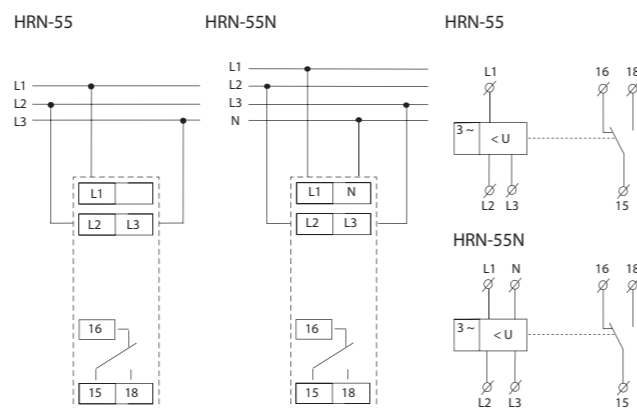 HRN-55
HRN-55N
HRN-55
L1
L2
L3
L1
L2
L3
N
L1
L2 L3
16
15 18
L1 N
L2 L3
16
15 18
L1
16 18
3 ~ < U
L2 L3
15
HRN-55N
L1 N
16 18
3 ~ < U
L2 L3
15